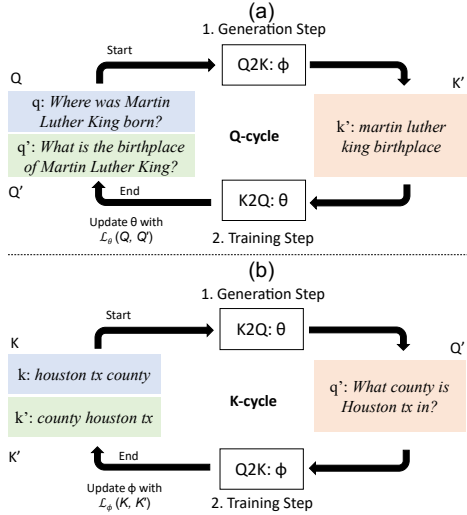 (a)
1. Generation Step
Start
Q2K: ϕ
Q
K'
q: Where was Martin
Luther King born?
q': What is the birthplace
of Martin Luther King?
Q-cycle
k': martin luther
king birthplace
Q'
End
K2Q: θ
Update θ with
ℒθ (Q, Q')
2. Training Step
(b)
1. Generation Step
Start
K2Q: θ
K
Q'
k: houston tx county
k': county houston tx
K-cycle
q': What county is
Houston tx in?
K'
End
Q2K: ϕ
Update ϕ with
ℒϕ (K, K')
2. Training Step